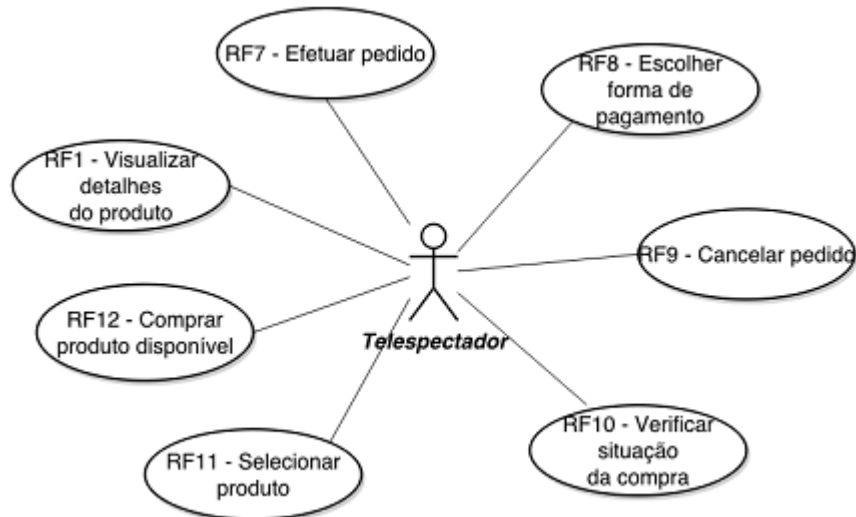 RF7 - Efetuar pedido
RF8 - Escolher
forma de
pagamento
RF1 - Visualizar
detalhes
do produto
RF9 - Cancelar pedido
RF12 - Comprar
produto disponível
Telespectador
RF10 - Verificar
situação
da compra
RF11 - Selecionar
produto